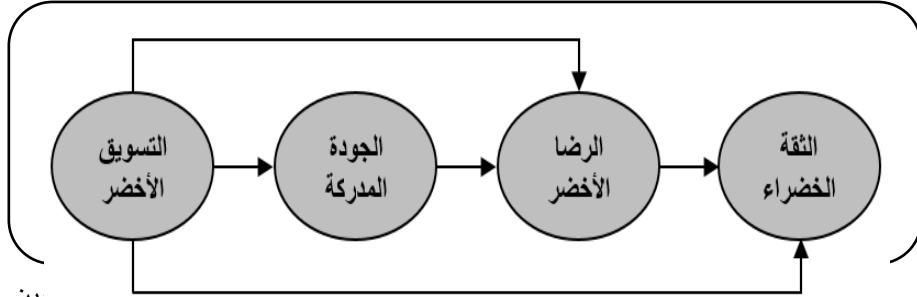 التسويق
الأخضر
الجودة
المدركة
الرضا
الأخضر
الثقة
الخضراء